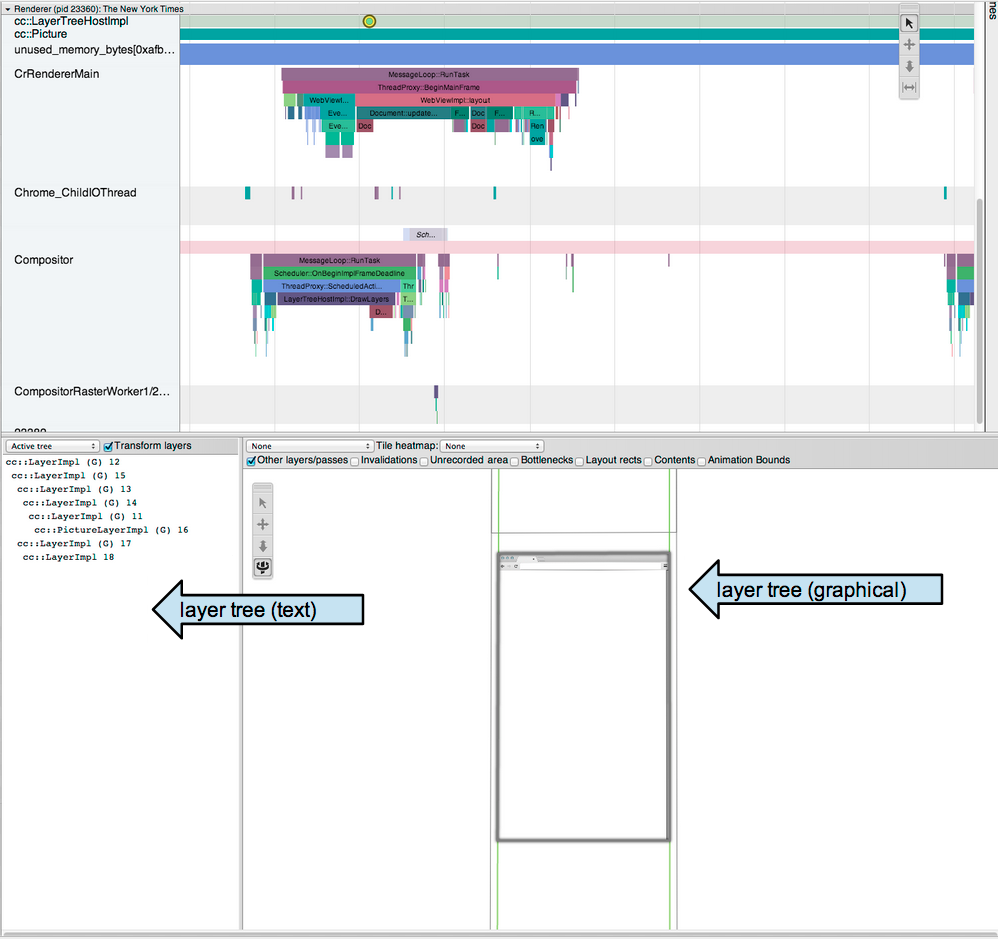 Renderer (pid 23360): The New York Times
cc::LayerTreeHostImpl
cc::Picture
unused_memory_bytes[0xafb...
CrRendererMain
MessageLoop::RunTask
ThreadProxy::BeginMainFrame
WebViewI... WebViewImpl::layout
Eve... Document::update... F... Doc F... R...
Eve... Doc Doc Ren
ove
Chrome_ChildIOThread
Sch...
Compositor
MessageLoop::RunTask
Scheduler::OnBeginImplFrameDeadline
ThreadProxy::ScheduledActi... Thr
LayerTreeHostImpl::DrawLayers T...
D...
CompositorRasterWorker1/2...
Active tree Transform layers
None Tile heatmap: None
Other layers/passes Invalidations Unrecorded area Bottlenecks Layout rects Contents Animation Bounds
cc::LayerImpl (G) 12
cc::LayerImpl (G) 15
cc::LayerImpl (G) 13
cc::LayerImpl (G) 14
cc::LayerImpl (G) 11
cc::PictureLayerImpl (G) 16
cc::LayerImpl (G) 17
cc::LayerImpl 18
layer tree (text)
layer tree (graphical)